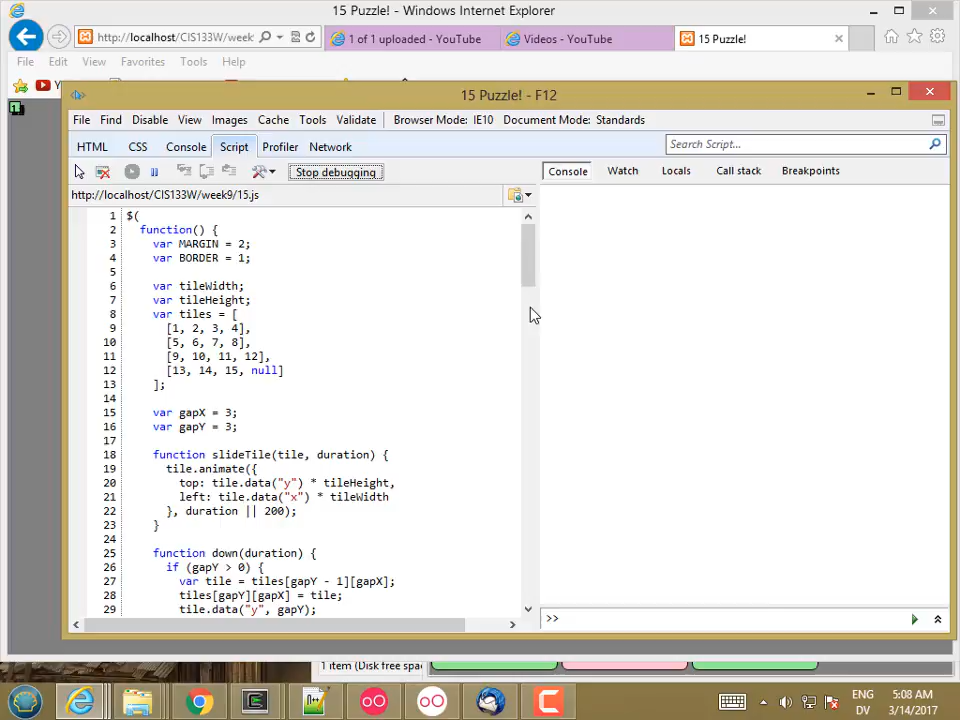 15 Puzzle! - Windows Internet Explorer
http://localhost/CIS133W/week
1 of 1 uploaded - YouTube
Videos - YouTube
15 Puzzle!
File Edit View Favorites Tools Help
15 Puzzle! - F12
File Find Disable View Images Cache Tools Validate Browser Mode: IE10 Document Mode: Standards
HTML CSS Console Script Profiler Network
Search Script...
Stop debugging
Console Watch Locals Call stack Breakpoints
http://localhost/CIS133W/week9/15.js
1 $(
2 function() {
3 var MARGIN = 2;
4 var BORDER = 1;
5
6 var tileWidth;
7 var tileHeight;
8 var tiles = [
9 [1, 2, 3, 4],
10 [5, 6, 7, 8],
11 [9, 10, 11, 12],
12 [13, 14, 15, null]
13 ];
14
15 var gapX = 3;
16 var gapY = 3;
17
18 function slideTile(tile, duration) {
19 tile.animate({
20 top: tile.data("y") * tileHeight,
21 left: tile.data("x") * tileWidth
22 }, duration || 200);
23 }
24
25 function down(duration) {
26 if (gapY > 0) {
27 var tile = tiles[gapY - 1][gapX];
28 tiles[gapY][gapX] = tile;
29 tile.data("y", gapY);
>>
1 item (Disk free spac
ENG
DV
5:08 AM
3/14/2017